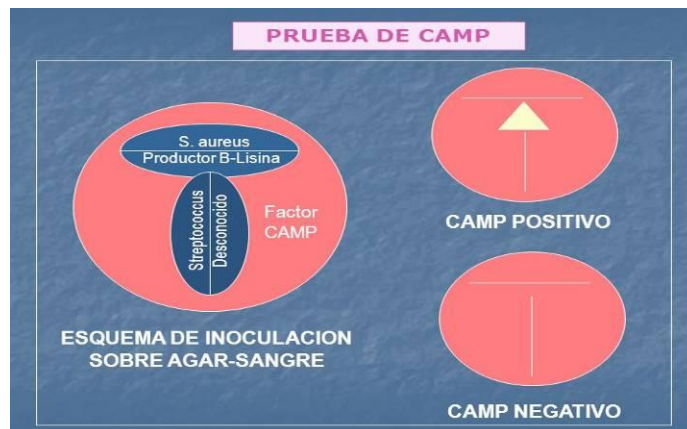 PRUEBA DE CAMP
S. aureus
Productor B-Lisina
Streptococcus
Desconocido
Factor
CAMP
ESQUEMA DE INOCULACION
SOBRE AGAR-SANGRE
CAMP POSITIVO
CAMP NEGATIVO